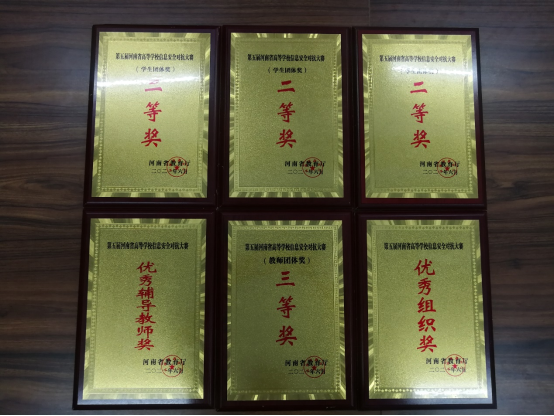 第五届河南省高等学校信息安全对抗大赛
（学生团体奖）
三等奖
河南省教育厅
第五届河南省高等学校信息安全对抗大赛
（学生团体奖）
二等奖
河南省教育厅
第五届河南省高等学校信息安全对抗大赛
（学生团体奖）
二等奖
河南省教育厅
第五届河南省高等学校信息安全对抗大赛
优秀辅导教师奖
河南省教育厅
第五届河南省高等学校信息安全对抗大赛
（教师团体奖）
三等奖
河南省教育厅
第五届河南省高等学校信息安全对抗大赛
优秀组织奖
河南省教育厅